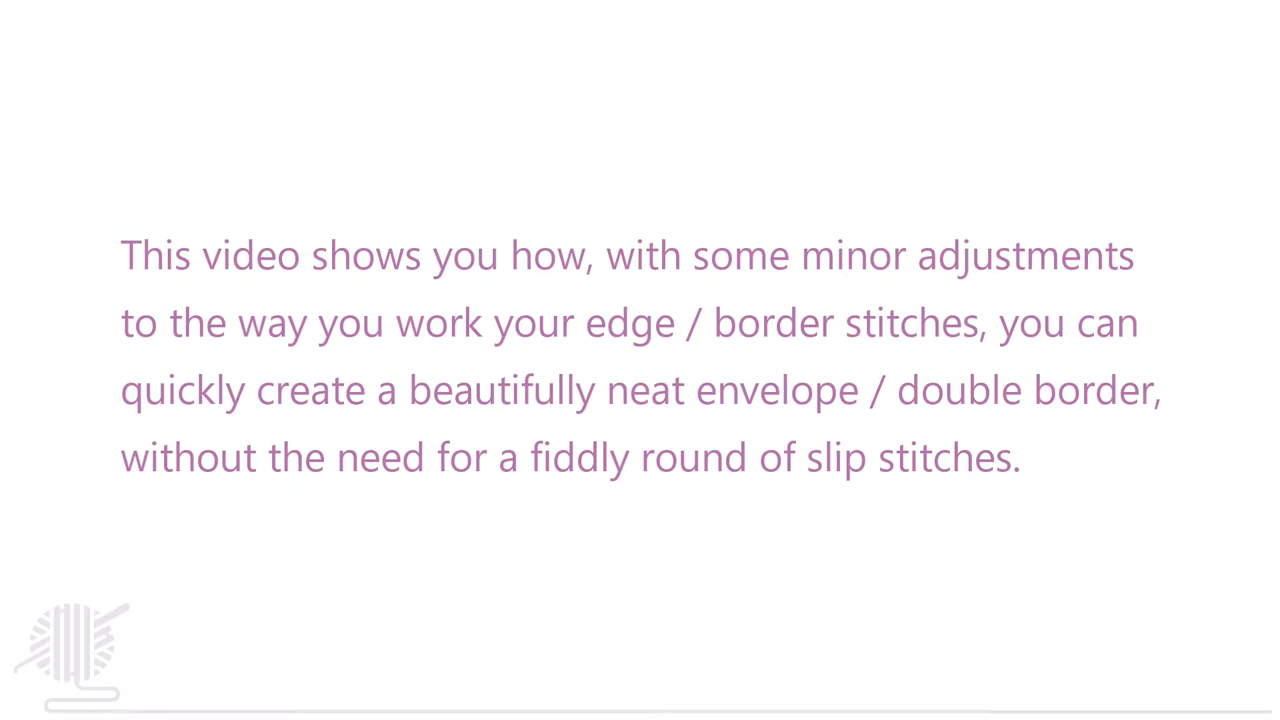 This video shows you how, with some minor adjustments
to the way you work your edge / border stitches, you can
quickly create a beautifully neat envelope / double border,
without the need for a fiddly round of slip stitches.